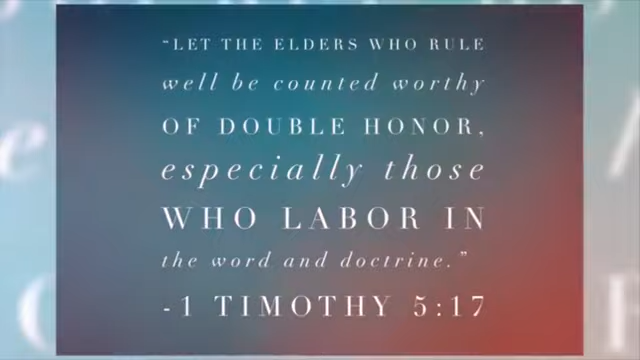 “LET THE ELDERS WHO RULE
well be counted worthy
OF DOUBLE HONOR,
especially those
WHO LABOR IN
the word and doctrine.”
-1 TIMOTHY 5:17